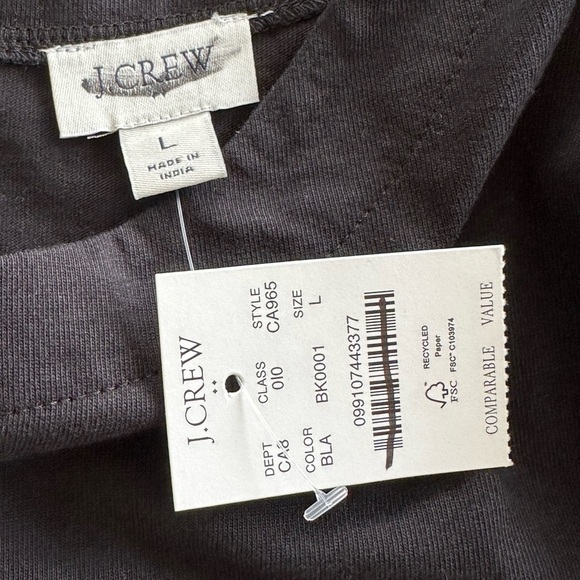 J.CREW
L
MADE IN
INDIA
J.CREW
DEPT CLASS STYLE
CA8 010 CA965
COLOR SIZE
BLA BK0001 L
099107443377
RECYCLED
Paper
FSC
FSC® C103974
COMPARABLE VALUE